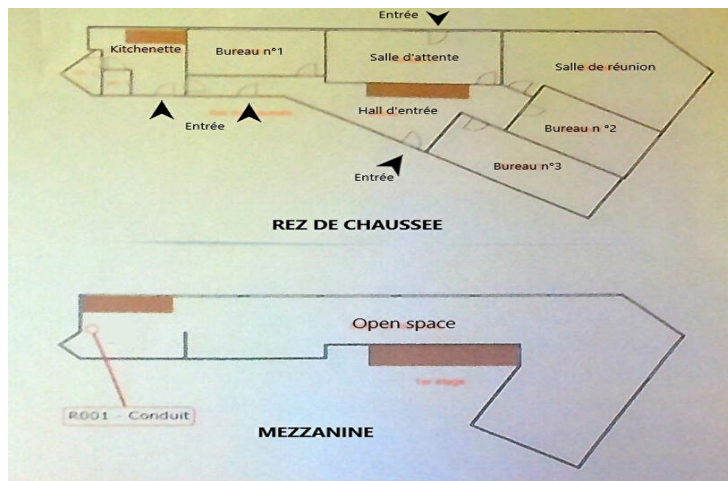 Entrée
Kitchenette
Bureau n°1
Salle d'attente
Salle de réunion
Hall d'entrée
Bureau n °2
Entrée
Bureau n°3
Entrée
REZ DE CHAUSSEE
Open space
1er étage
R001 - Conduit
MEZZANINE